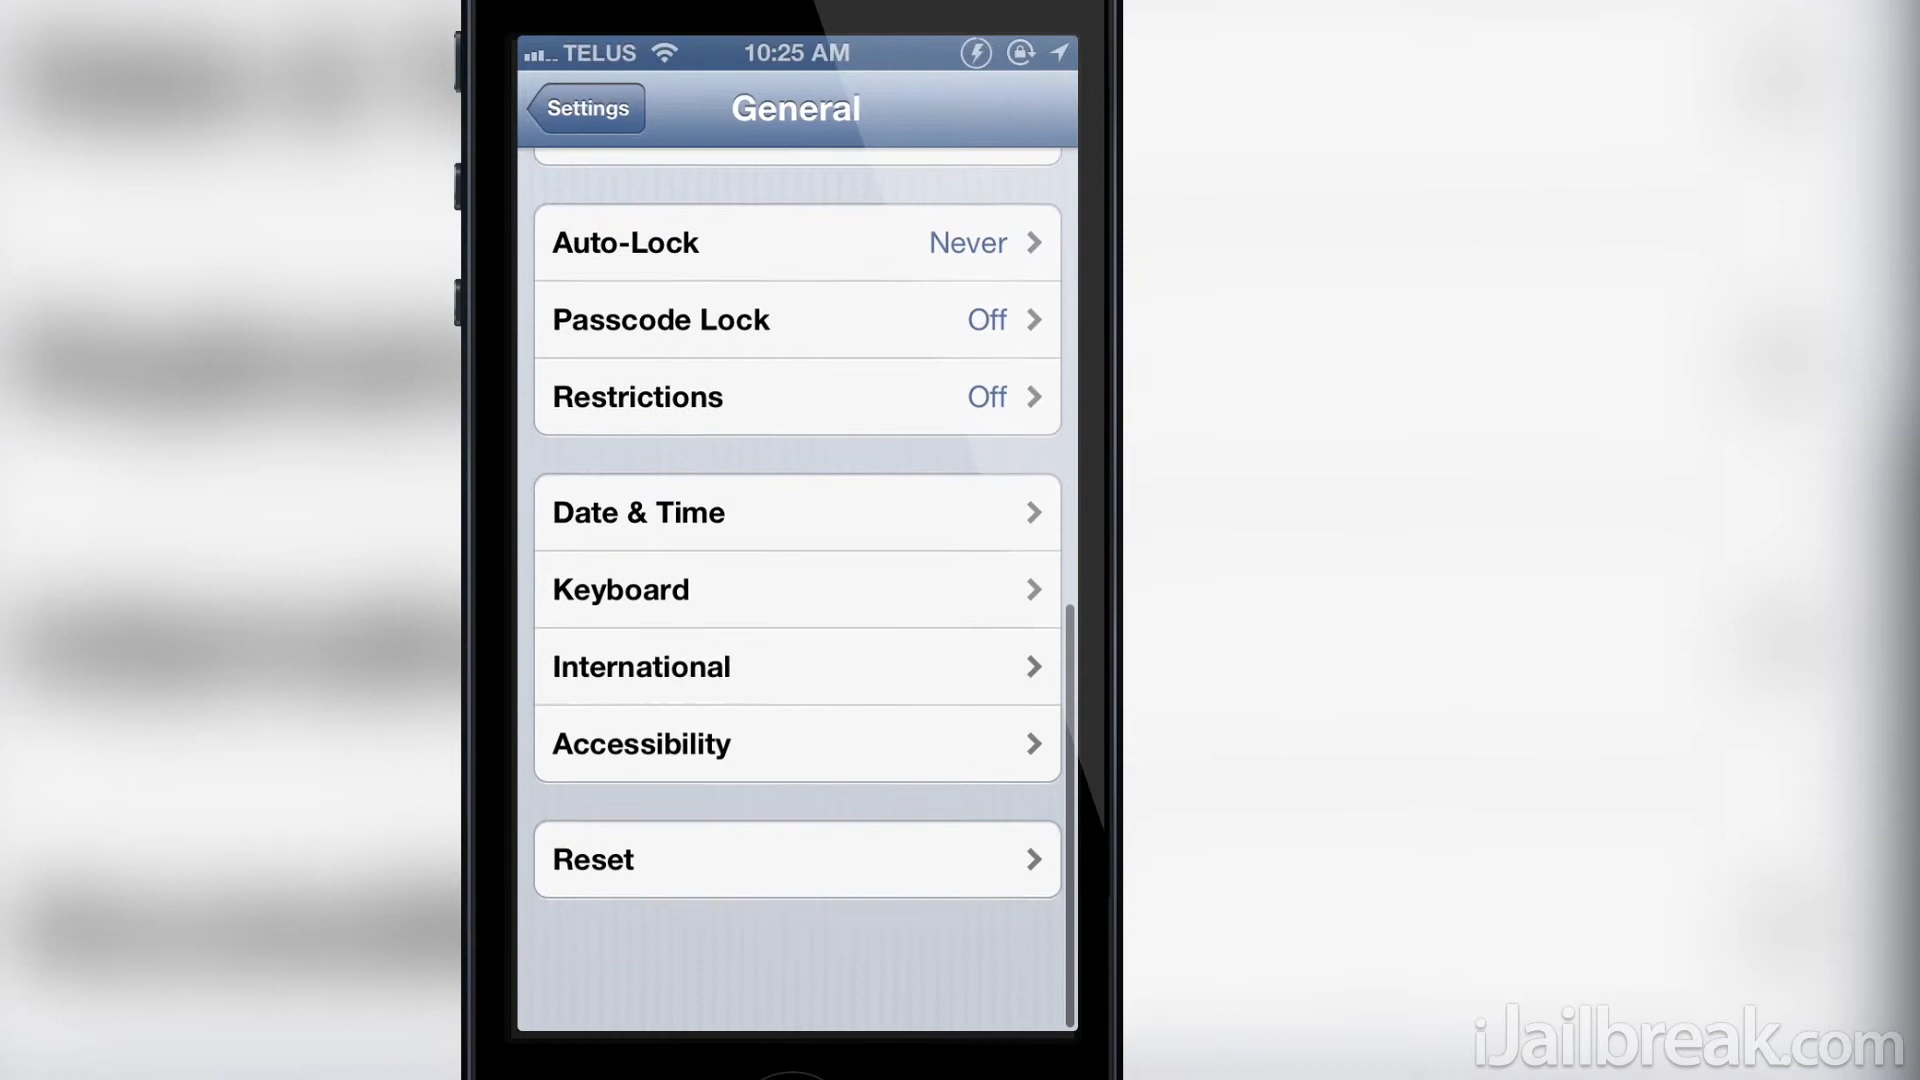 TELUS 10:25 AM
Settings General
Auto-Lock Never
Passcode Lock Off
Restrictions Off
Date & Time
Keyboard
International
Accessibility
Reset
iJailbreak.com